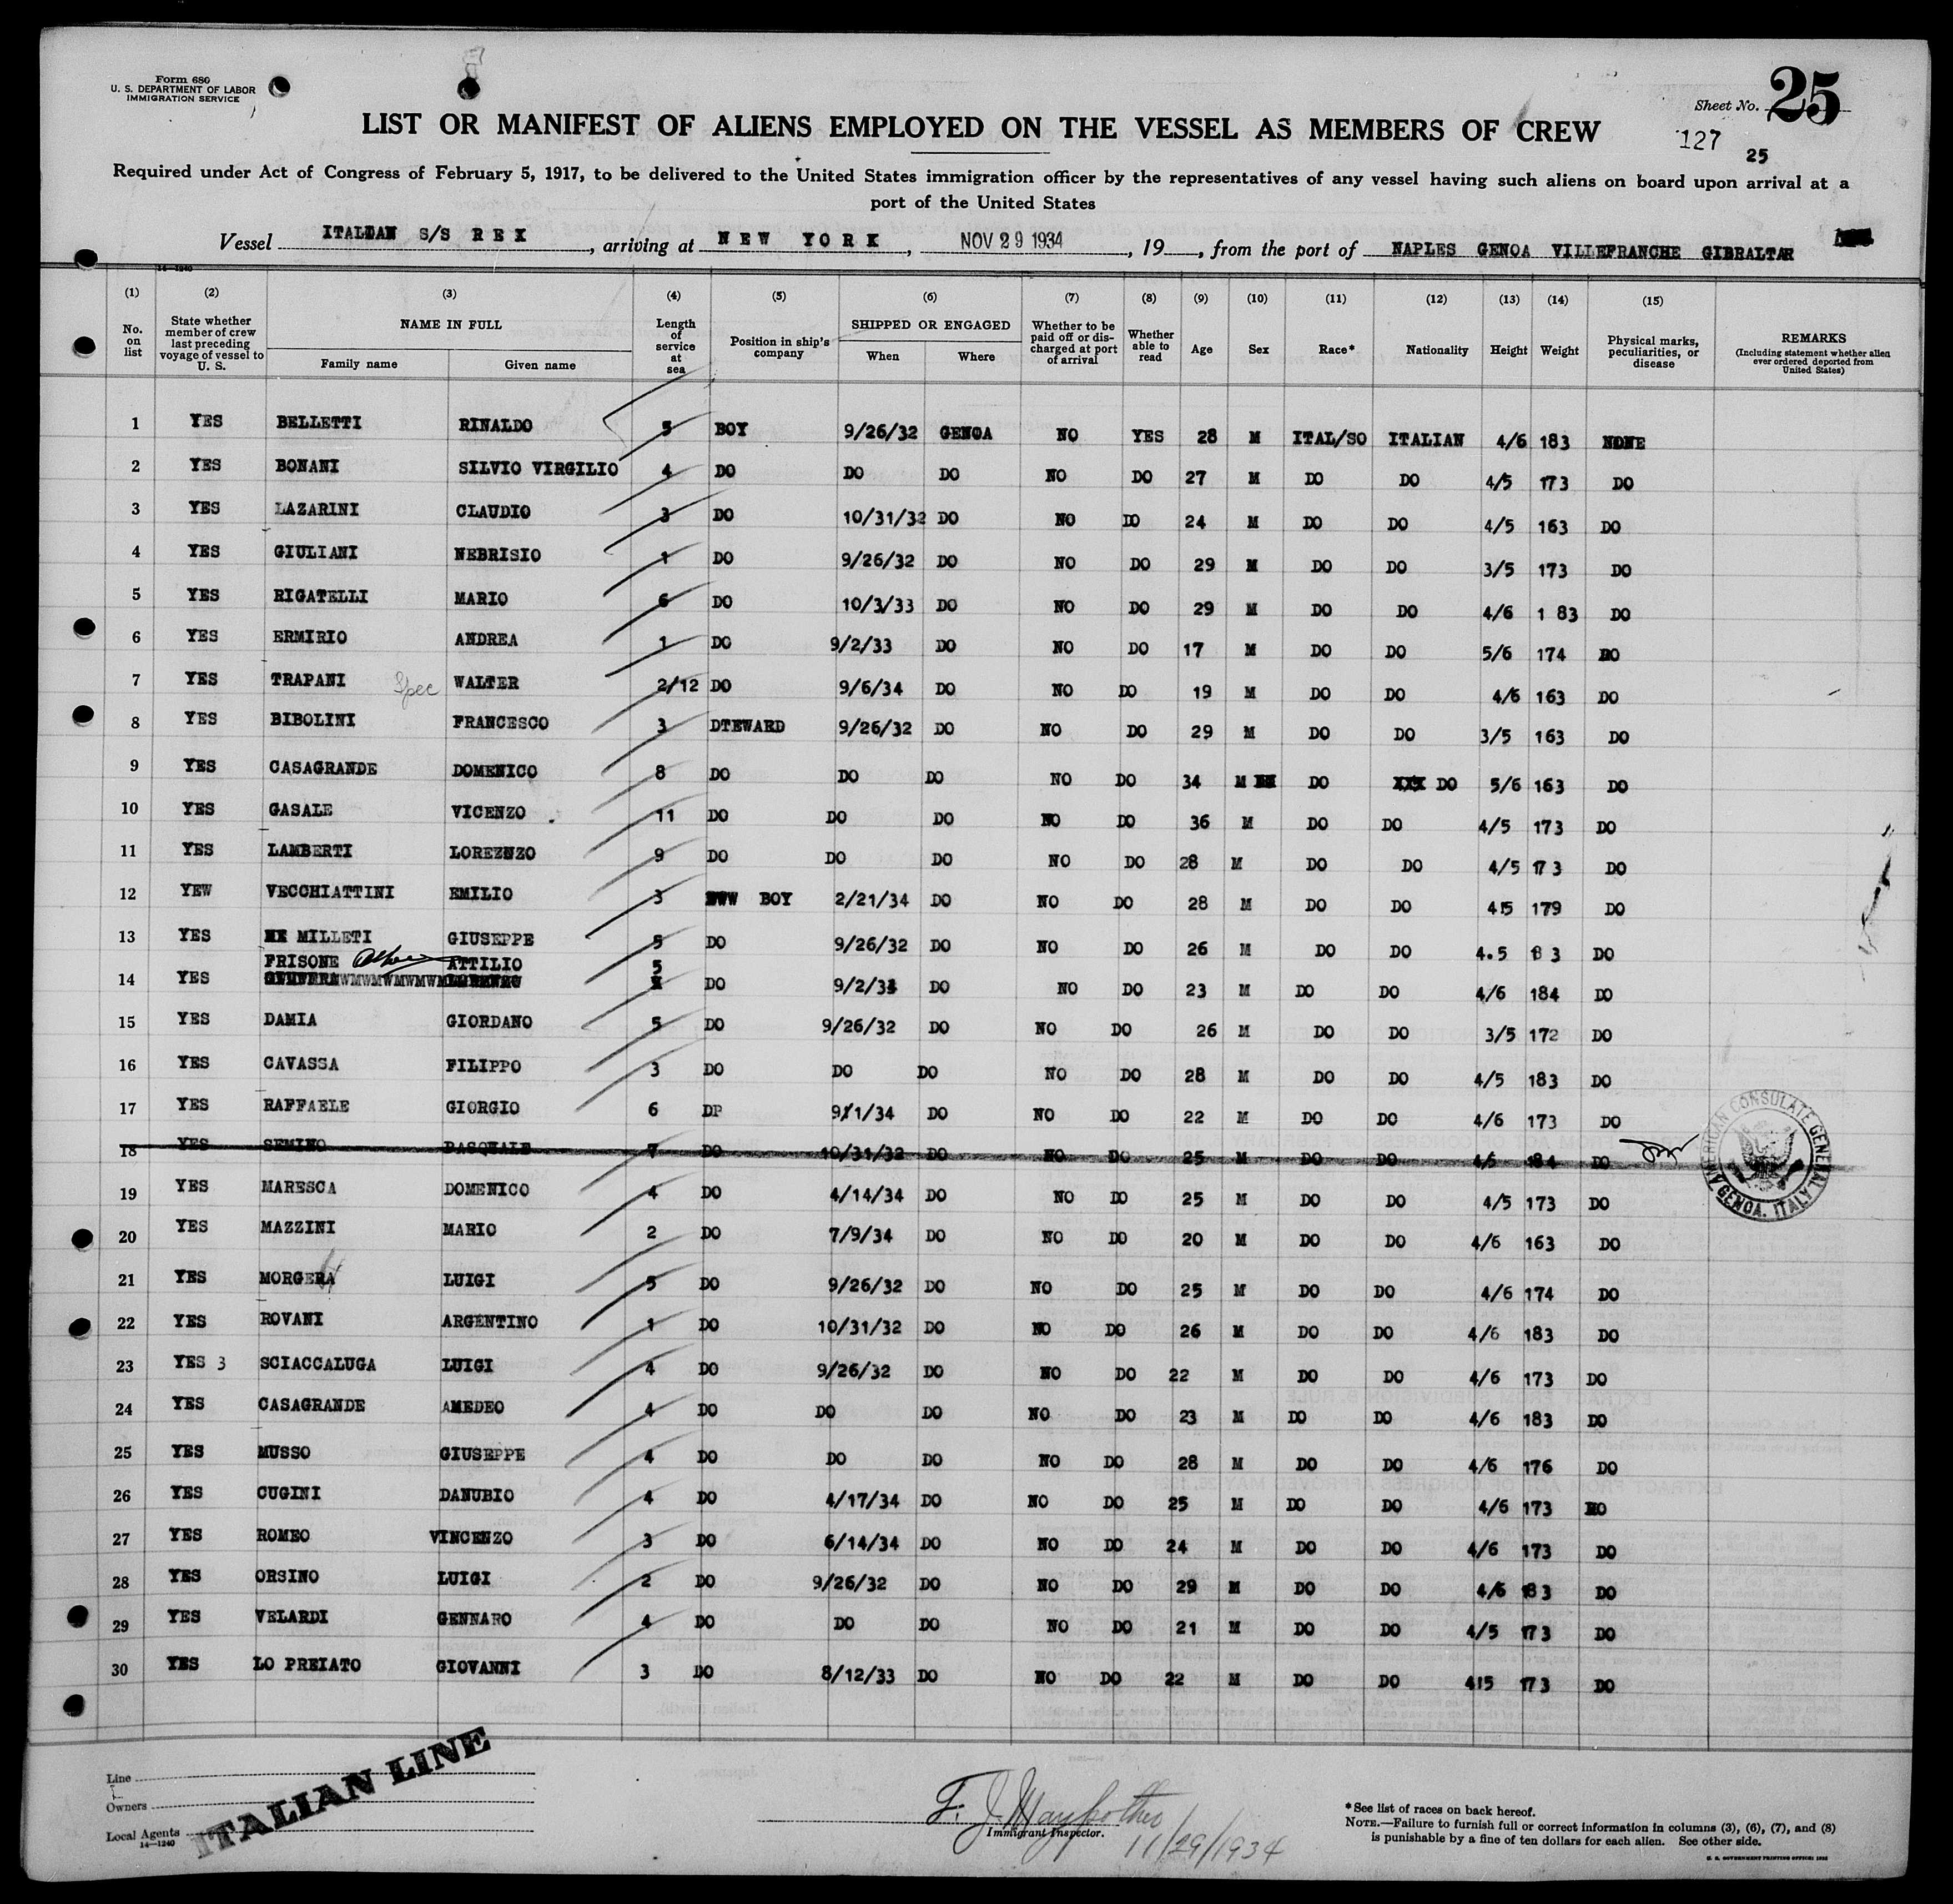 Form 680
U. S. DEPARTMENT OF LABOR
IMMIGRATION SERVICE
Sheet No. 25
LIST OR MANIFEST OF ALIENS EMPLOYED ON THE VESSEL AS MEMBERS OF CREW
127
25
Required under Act of Congress of February 5, 1917, to be delivered to the United States immigration officer by the representatives of any vessel having such aliens on board upon arrival at a
port of the United States
Vessel ITALIAN S/S REX, arriving at NEW YORK, NOV 29 1934, 19, from the port of NAPLES GENOA VILLEFRANCHE GIBRALTAR
14—1240
(1) (2) (3) (4) (5) (6) (7) (8) (9) (10) (11) (12) (13) (14) (15)
No. on list
State whether member of crew last preceding voyage of vessel to U. S.
NAME IN FULL
Family name
Given name
Length of service at sea
Position in ship's company
SHIPPED OR ENGAGED
When
Where
Whether to be paid off or discharged at port of arrival
Whether able to read
Age
Sex
Race*
Nationality
Height
Weight
Physical marks, peculiarities, or disease
REMARKS
(Including statement whether alien ever ordered deported from United States)
1 YES BELLETTI RINALDO 5 BOY 9/26/32 GENOA NO YES 28 M ITAL/SO ITALIAN 4/6 183 NONE
2 YES BONANI SILVIO VIRGILIO 4 DO DO DO NO DO 27 M DO DO 4/5 173 DO
3 YES LAZARINI CLAUDIO 3 DO 10/31/32 DO NO DO 24 M DO DO 4/5 163 DO
4 YES GIULIANI NEBRISIO 1 DO 9/26/32 DO NO DO 29 M DO DO 3/5 173 DO
5 YES RIGATELLI MARIO 6 DO 10/3/33 DO NO DO 29 M DO DO 4/6 1 83 DO
6 YES ERMIRIO ANDREA 1 DO 9/2/33 DO NO DO 17 M DO DO 5/6 174 DO
7 YES TRAPANI Spec WALTER 2/12 DO 9/6/34 DO NO DO 19 M DO DO 4/6 163 DO
8 YES BIBOLINI FRANCESCO 3 DTEWARD 9/26/32 DO NO DO 29 M DO DO 3/5 163 DO
9 YES CASAGRANDE DOMENICO 8 DO DO DO NO DO 34 M DO XXX DO 5/6 163 DO
10 YES GASALE VICENZO 11 DO DO DO NO DO 36 M DO DO 4/5 173 DO
11 YES LAMBERTI LOREZNZO 9 DO DO DO NO DO 28 M DO DO 4/5 173 DO
12 YEW VECCHIATTINI EMILIO 3 BOY 2/21/34 DO NO DO 28 M DO DO 415 179 DO
13 YES MILLETI GIUSEPPE 5 DO 9/26/32 DO NO DO 26 M DO DO 4.5 83 DO
FRISONE ATTILIO 5
14 YES DO 9/2/33 DO NO DO 23 M DO DO 4/6 184 DO
15 YES DAMIA GIORDANO 5 DO 9/26/32 DO NO DO 26 M DO DO 3/5 172 DO
16 YES CAVASSA FILIPPO 3 DO DO DO NO DO 28 M DO DO 4/5 183 DO
17 YES RAFFAELE GIORGIO 6 DP 9/1/34 DO NO DO 22 M DO DO 4/6 173 DO
18 YES SEMINO PASQUALE 7 DO 10/31/32 DO NO DO 25 M DO DO 4/6 184 DO
AMERICAN CONSULATE GENERAL GENOA, ITALY
19 YES MARESCA DOMENICO 4 DO 4/14/34 DO NO DO 25 M DO DO 4/5 173 DO
20 YES MAZZINI MARIO 2 DO 7/9/34 DO NO DO 20 M DO DO 4/6 163 DO
21 YES MORGERA LUIGI 5 DO 9/26/32 DO NO DO 25 M DO DO 4/6 174 DO
22 YES ROVANI ARGENTINO 1 DO 10/31/32 DO NO DO 26 M DO DO 4/6 183 DO
23 YES 3 SCIACCALUGA LUIGI 4 DO 9/26/32 DO NO DO 22 M DO DO 4/6 173 DO
24 YES CASAGRANDE AMEDEO 4 DO DO DO NO DO 23 M DO DO 4/6 183 DO
25 YES MUSSO GIUSEPPE 4 DO DO DO NO DO 28 M DO DO 4/6 176 DO
26 YES CUGINI DANUBIO 4 DO 4/17/34 DO NO DO 25 M DO DO 4/6 173 DO
27 YES ROMEO VINCENZO 3 DO 6/14/34 DO NO DO 24 M DO DO 4/6 173 DO
28 YES ORSINO LUIGI 2 DO 9/26/32 DO NO DO 29 M DO DO 4/6 183 DO
29 YES VELARDI GENNARO 4 DO DO DO NO DO 21 M DO DO 4/5 173 DO
30 YES LO PREIATO GIOVANNI 3 DO 8/12/33 DO NO DO 22 M DO DO 415 173 DO
Line
Owners
Local Agents
14—1240
ITALIAN LINE
F. J.
Immigrant Inspector.
11/29/1934
*See list of races on back hereof.
NOTE.—Failure to furnish full or correct information in columns (3), (6), (7), and (8)
is punishable by a fine of ten dollars for each alien. See other side.